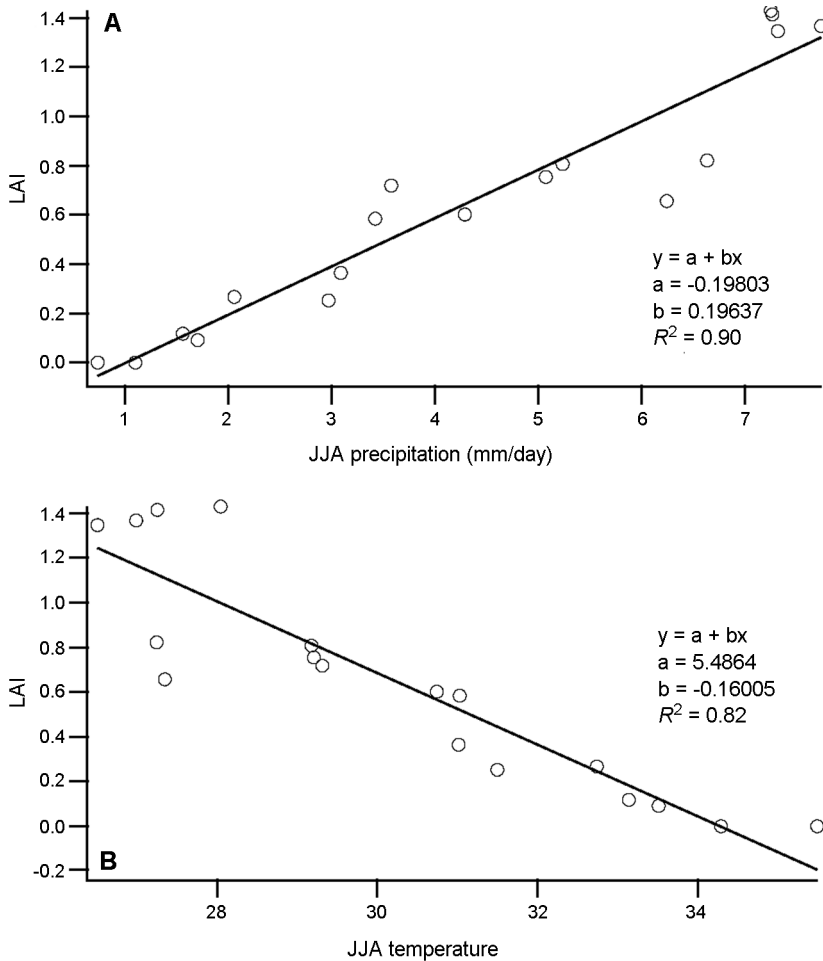 A
1.4
1.2
1.0
0.8
0.6
0.4
0.2
0.0
LAI
y = a + bx
a = -0.19803
b = 0.19637
R² = 0.90
1 2 3 4 5 6 7
JJA precipitation (mm/day)
1.4
1.2
1.0
0.8
0.6
0.4
0.2
0.0
-0.2
LAI
y = a + bx
a = 5.4864
b = -0.16005
R² = 0.82
B
28 30 32 34
JJA temperature